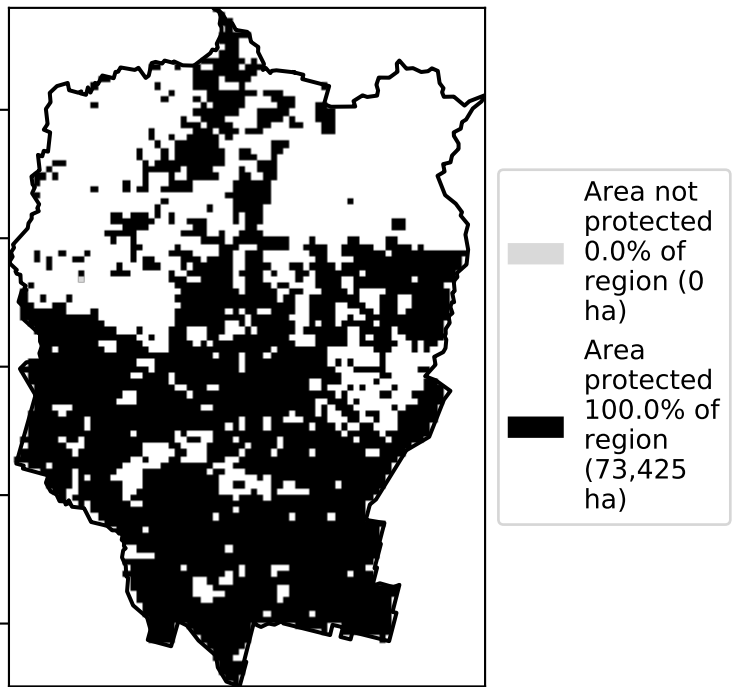 Area not
protected
0.0% of
region (0
ha)
Area
protected
100.0% of
region
(73,425
ha)